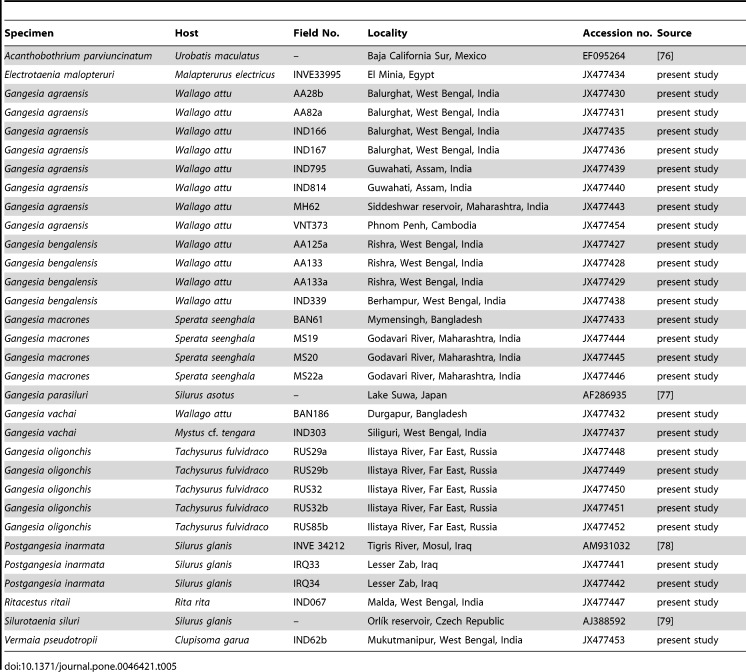 Specimen Host Field No. Locality Accession no. Source
Acanthobothrium parviuncinatum Urobatis maculatus – Baja California Sur, Mexico EF095264 [76]
Electrotaenia malopteruri Malapterurus electricus INVE33995 El Minia, Egypt JX477434 present study
Gangesia agraensis Wallago attu AA28b Balurghat, West Bengal, India JX477430 present study
Gangesia agraensis Wallago attu AA82a Balurghat, West Bengal, India JX477431 present study
Gangesia agraensis Wallago attu IND166 Balurghat, West Bengal, India JX477435 present study
Gangesia agraensis Wallago attu IND167 Balurghat, West Bengal, India JX477436 present study
Gangesia agraensis Wallago attu IND795 Guwahati, Assam, India JX477439 present study
Gangesia agraensis Wallago attu IND814 Guwahati, Assam, India JX477440 present study
Gangesia agraensis Wallago attu MH62 Siddeshwar reservoir, Maharashtra, India JX477443 present study
Gangesia agraensis Wallago attu VNT373 Phnom Penh, Cambodia JX477454 present study
Gangesia bengalensis Wallago attu AA125a Rishra, West Bengal, India JX477427 present study
Gangesia bengalensis Wallago attu AA133 Rishra, West Bengal, India JX477428 present study
Gangesia bengalensis Wallago attu AA133a Rishra, West Bengal, India JX477429 present study
Gangesia bengalensis Wallago attu IND339 Berhampur, West Bengal, India JX477438 present study
Gangesia macrones Sperata seenghala BAN61 Mymensingh, Bangladesh JX477433 present study
Gangesia macrones Sperata seenghala MS19 Godavari River, Maharashtra, India JX477444 present study
Gangesia macrones Sperata seenghala MS20 Godavari River, Maharashtra, India JX477445 present study
Gangesia macrones Sperata seenghala MS22a Godavari River, Maharashtra, India JX477446 present study
Gangesia parasiluri Silurus asotus – Lake Suwa, Japan AF286935 [77]
Gangesia vachai Wallago attu BAN186 Durgapur, Bangladesh JX477432 present study
Gangesia vachai Mystus cf. tengara IND303 Siliguri, West Bengal, India JX477437 present study
Gangesia oligonchis Tachysurus fulvidraco RUS29a Ilistaya River, Far East, Russia JX477448 present study
Gangesia oligonchis Tachysurus fulvidraco RUS29b Ilistaya River, Far East, Russia JX477449 present study
Gangesia oligonchis Tachysurus fulvidraco RUS32 Ilistaya River, Far East, Russia JX477450 present study
Gangesia oligonchis Tachysurus fulvidraco RUS32b Ilistaya River, Far East, Russia JX477451 present study
Gangesia oligonchis Tachysurus fulvidraco RUS85b Ilistaya River, Far East, Russia JX477452 present study
Postgangesia inarmata Silurus glanis INVE 34212 Tigris River, Mosul, Iraq AM931032 [78]
Postgangesia inarmata Silurus glanis IRQ33 Lesser Zab, Iraq JX477441 present study
Postgangesia inarmata Silurus glanis IRQ34 Lesser Zab, Iraq JX477442 present study
Ritacestus ritaii Rita rita IND067 Malda, West Bengal, India JX477447 present study
Silurotaenia siluri Silurus glanis – Orlík reservoir, Czech Republic AJ388592 [79]
Vermaia pseudotropii Clupisoma garua IND62b Mukutmanipur, West Bengal, India JX477453 present study
doi:10.1371/journal.pone.0046421.t005